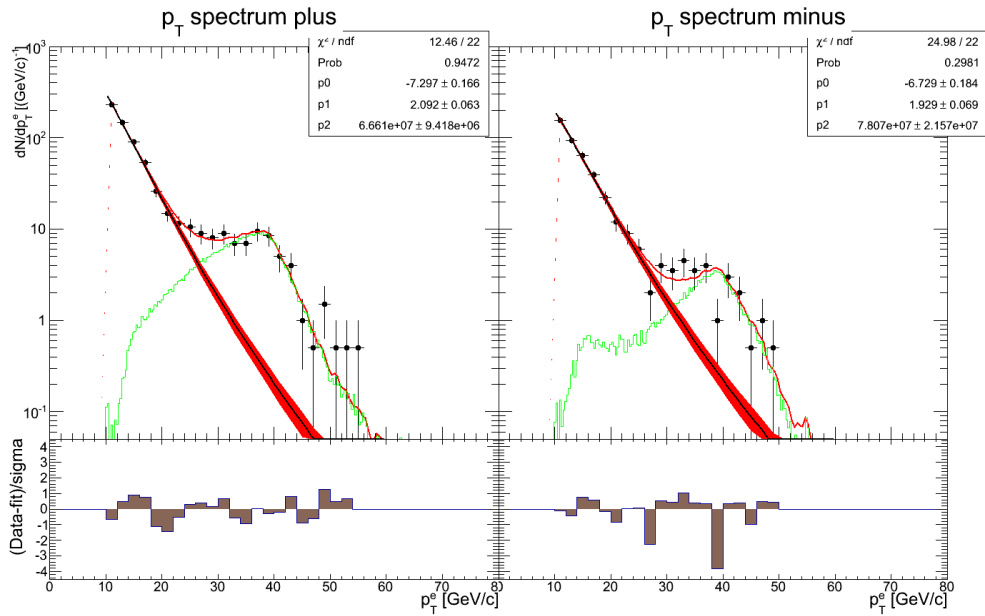 p_T spectrum plus
p_T spectrum minus
χ² / ndf 12.46 / 22
Prob 0.9472
p0 -7.297 ± 0.166
p1 2.092 ± 0.063
p2 6.661e+07 ± 9.418e+06
χ² / ndf 24.98 / 22
Prob 0.2981
p0 -6.729 ± 0.184
p1 1.929 ± 0.069
p2 7.807e+07 ± 2.157e+07
dN/dp_T^e [(GeV/c)^-1]
10^3
10^2
10
1
10^-1
(Data-fit)/sigma
4
3
2
1
0
-1
-2
-3
-4
0 10 20 30 40 50 60 70 80
10 20 30 40 50 60 70 80
p_T^e [GeV/c]
p_T^e [GeV/c]